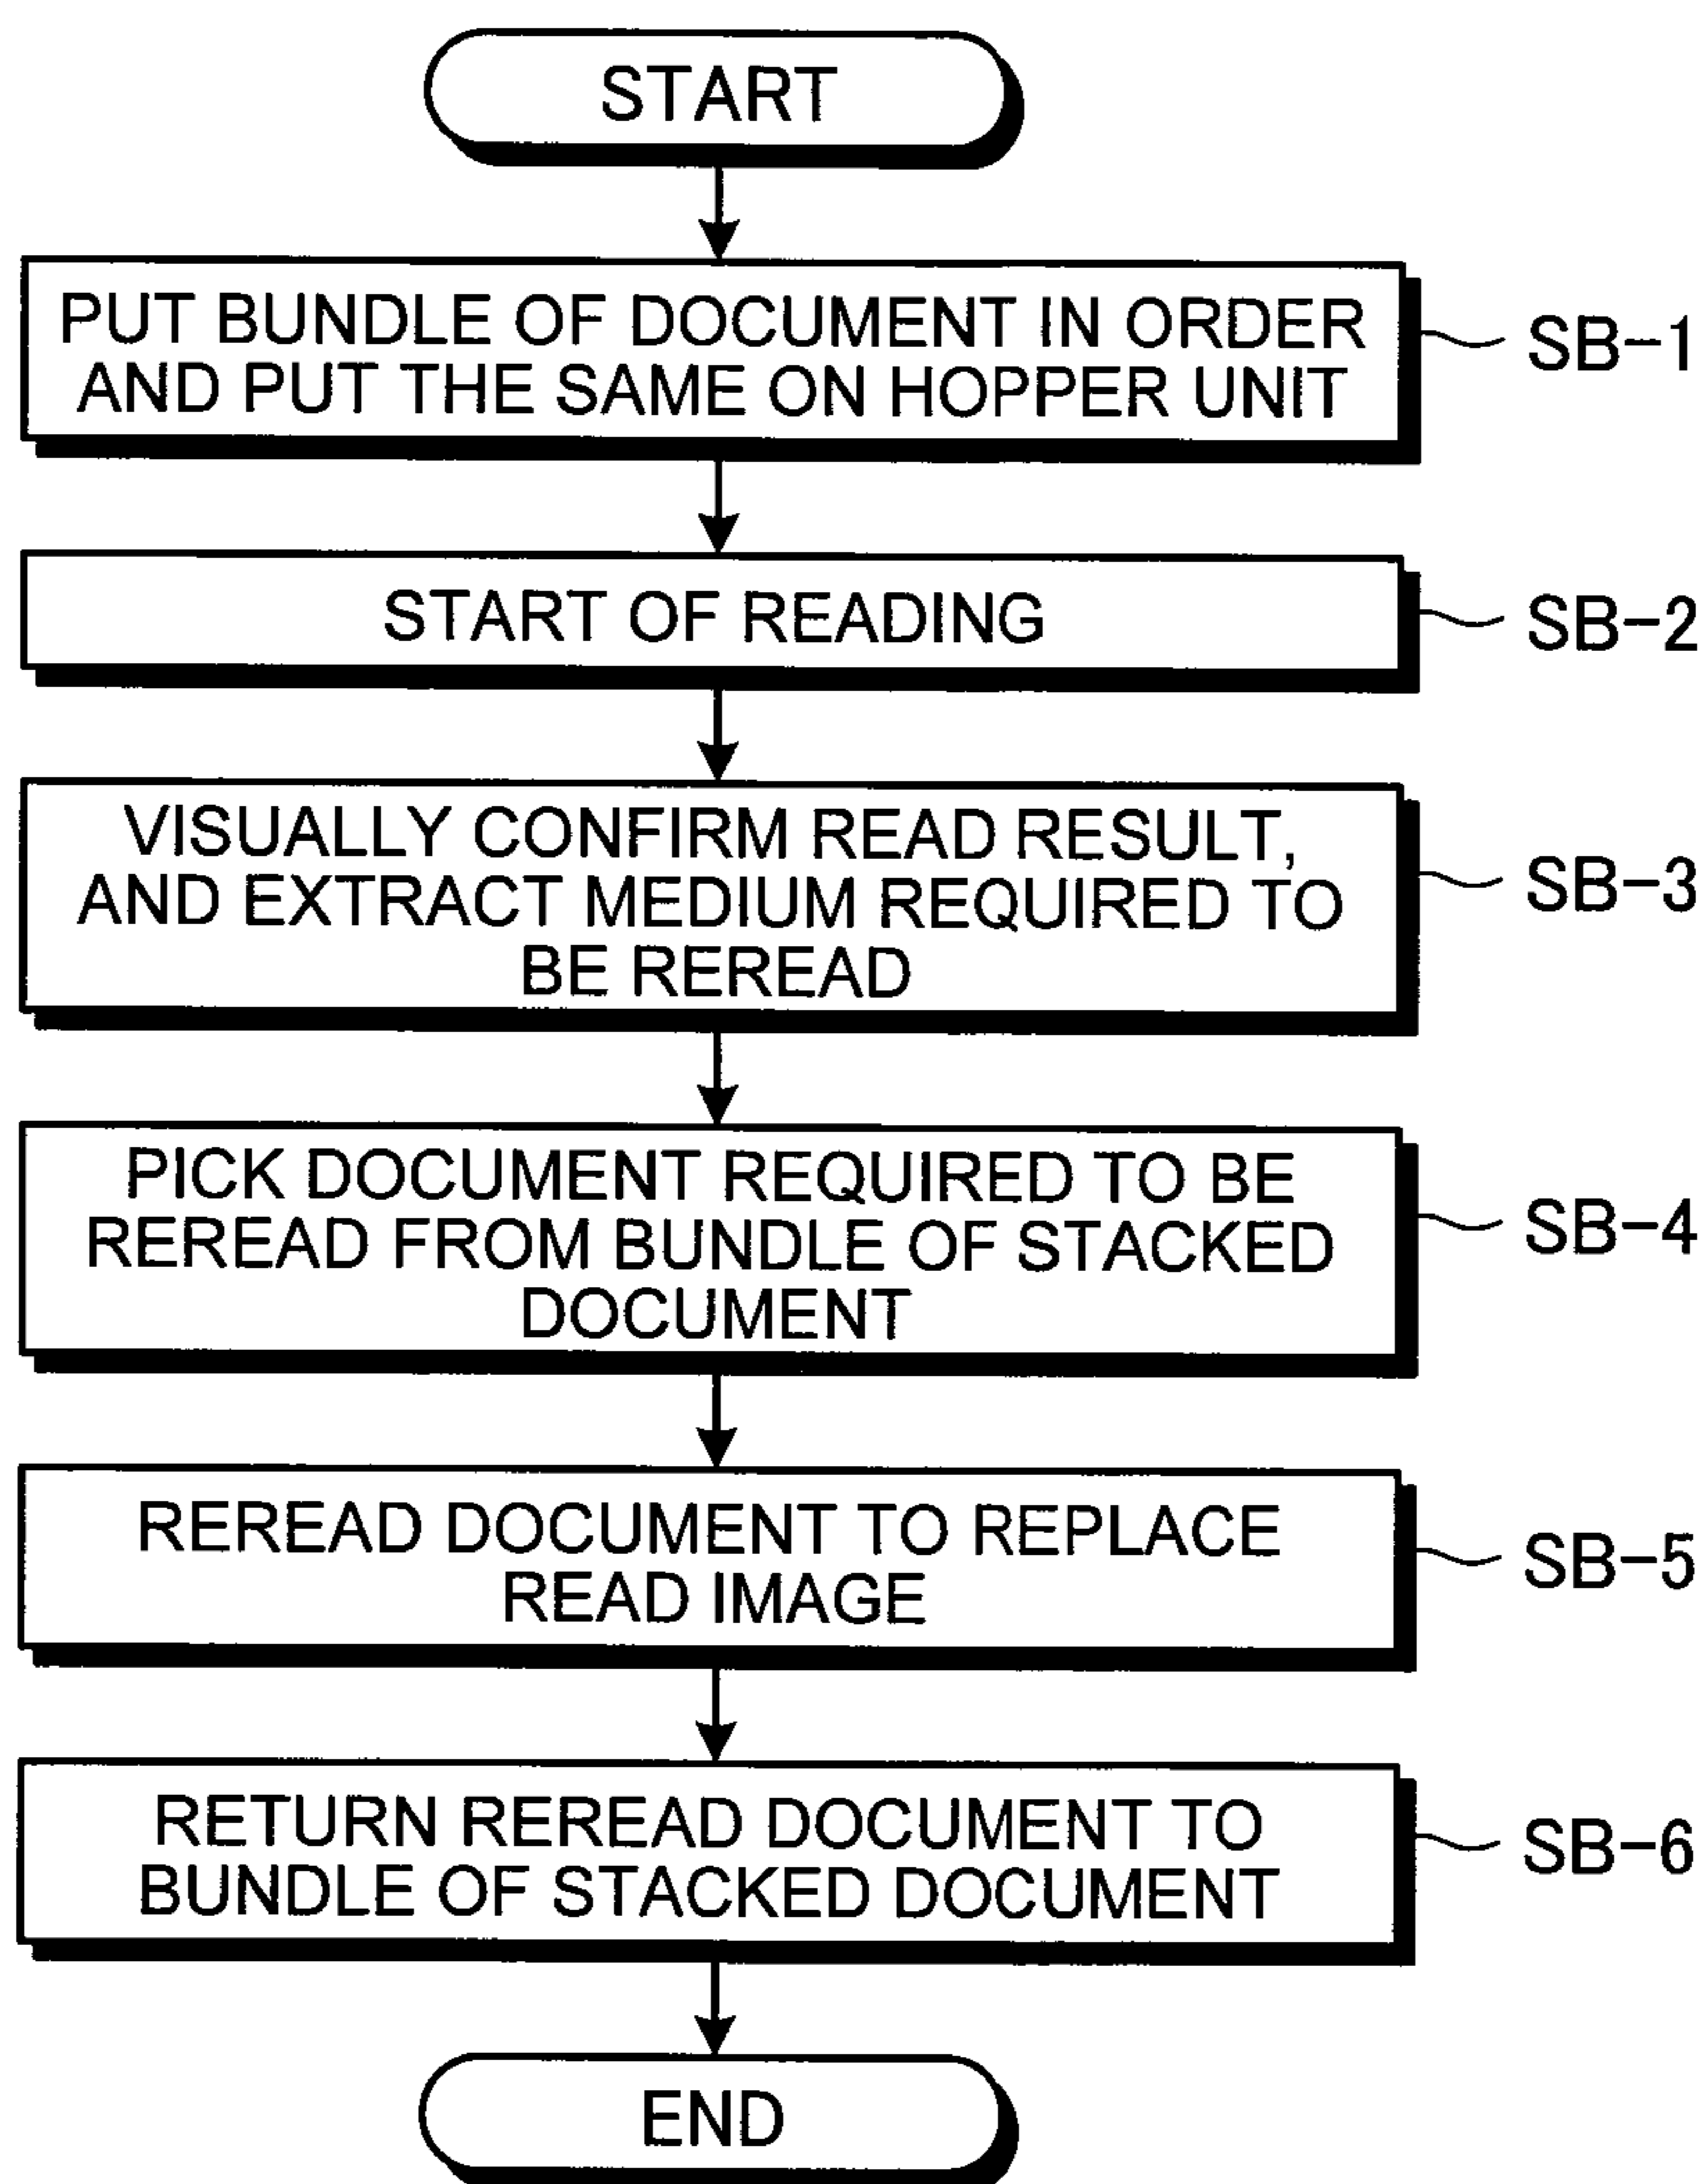 START
PUT BUNDLE OF DOCUMENT IN ORDER
AND PUT THE SAME ON HOPPER UNIT
SB-1
START OF READING
SB-2
VISUALLY CONFIRM READ RESULT,
AND EXTRACT MEDIUM REQUIRED TO
BE REREAD
SB-3
PICK DOCUMENT REQUIRED TO BE
REREAD FROM BUNDLE OF STACKED
DOCUMENT
SB-4
REREAD DOCUMENT TO REPLACE
READ IMAGE
SB-5
RETURN REREAD DOCUMENT TO
BUNDLE OF STACKED DOCUMENT
SB-6
END